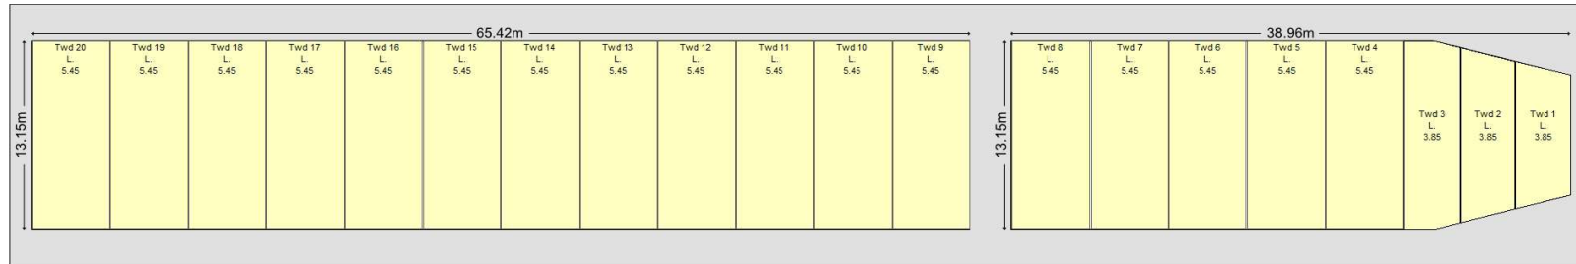 65.42m
38.96m
13.15m
Twd 20
L.
5.45
Twd 19
L.
5.45
Twd 18
L.
5.45
Twd 17
L.
5.45
Twd 16
L.
5.45
Twd 15
L.
5.45
Twd 14
L.
5.45
Twd 13
L.
5.45
Twd 12
L.
5.45
Twd 11
L.
5.45
Twd 10
L.
5.45
Twd 9
L.
5.45
13.15m
Twd 8
L.
5.45
Twd 7
L.
5.45
Twd 6
L.
5.45
Twd 5
L.
5.45
Twd 4
L.
5.45
Twd 3
L.
3.85
Twd 2
L.
3.85
Twd 1
L.
3.85